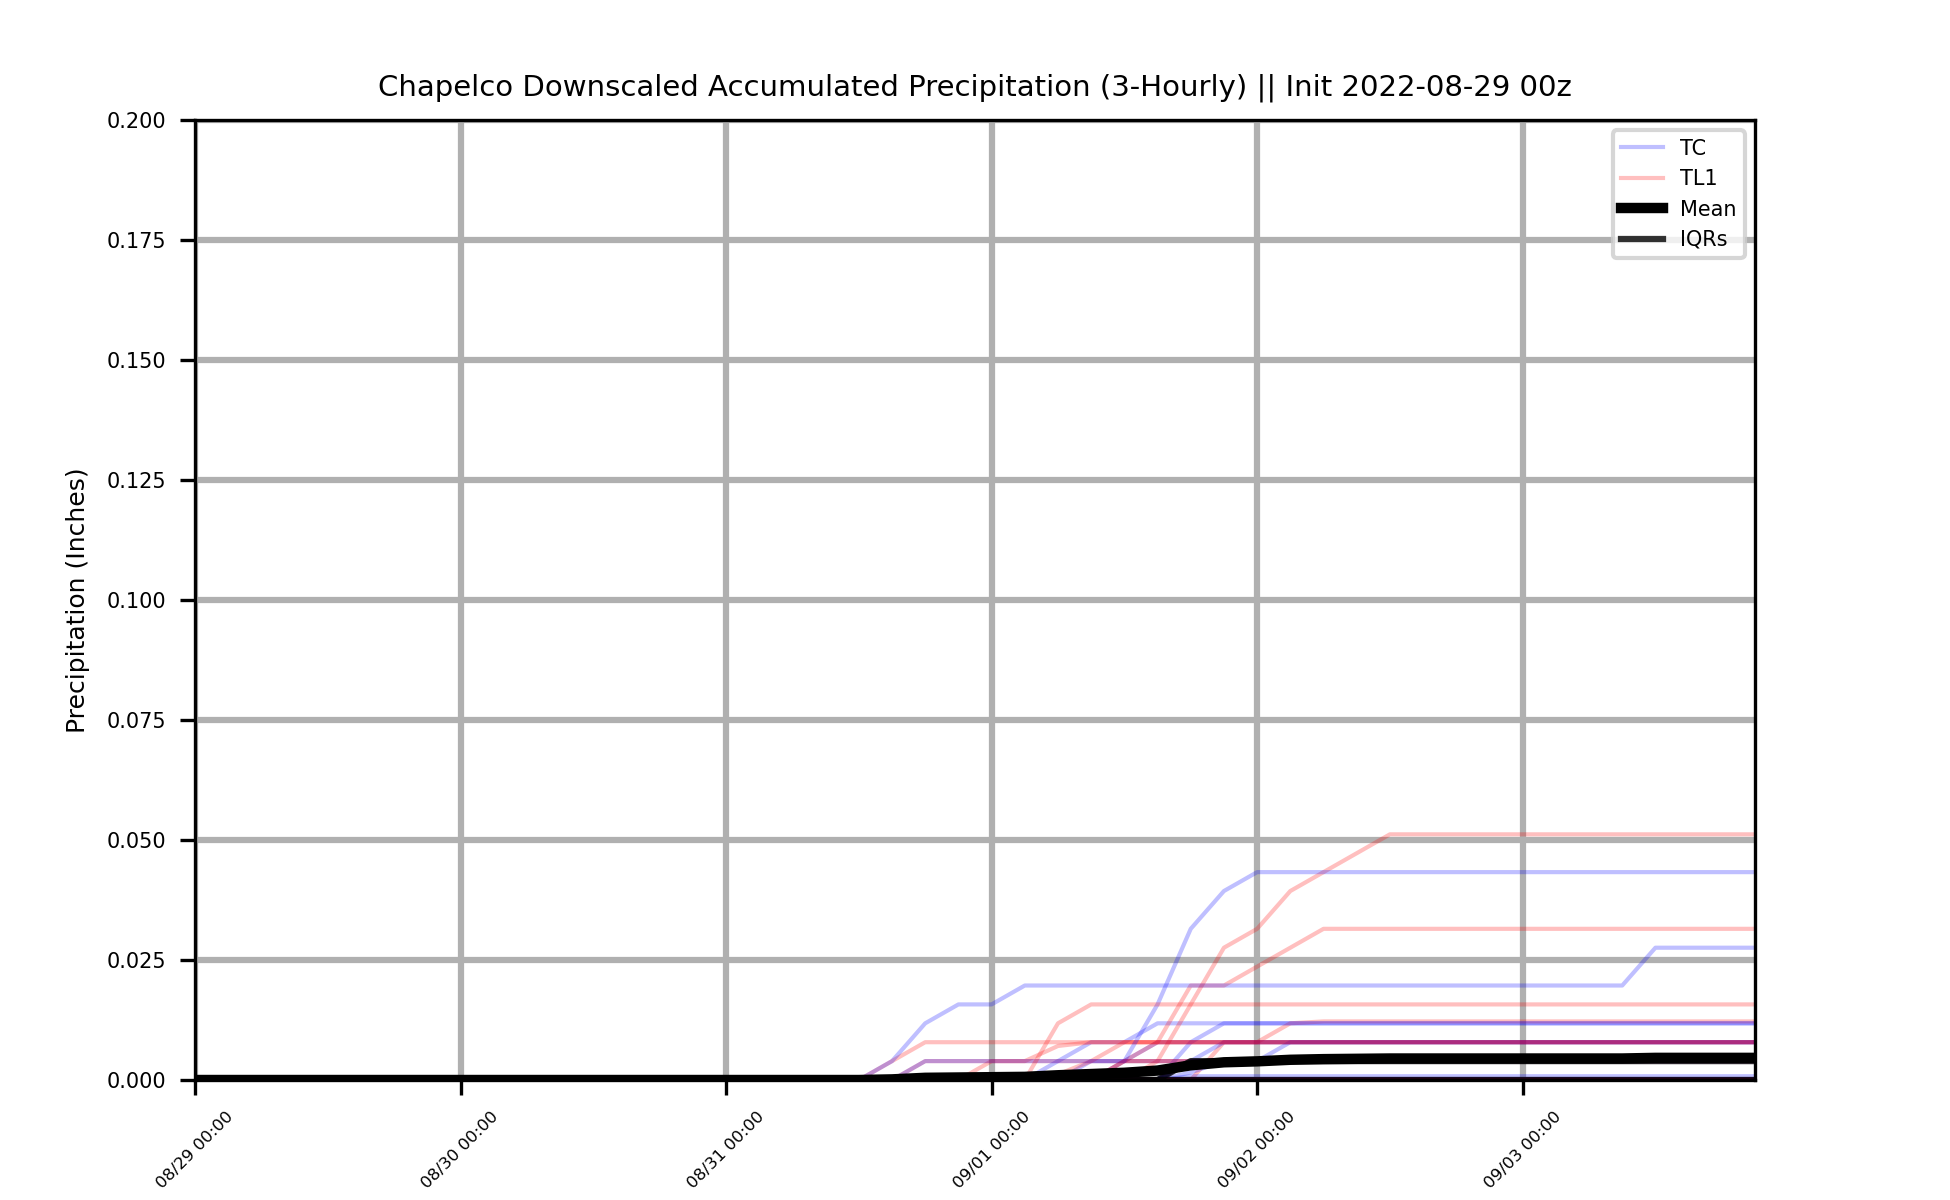 Chapelco Downscaled Accumulated Precipitation (3-Hourly) || Init 2022-08-29 00z
TC
TL1
Mean
IQRs
Precipitation (Inches)
0.200
0.175
0.150
0.125
0.100
0.075
0.050
0.025
0.000
08/29 00:00
08/30 00:00
08/31 00:00
09/01 00:00
09/02 00:00
09/03 00:00